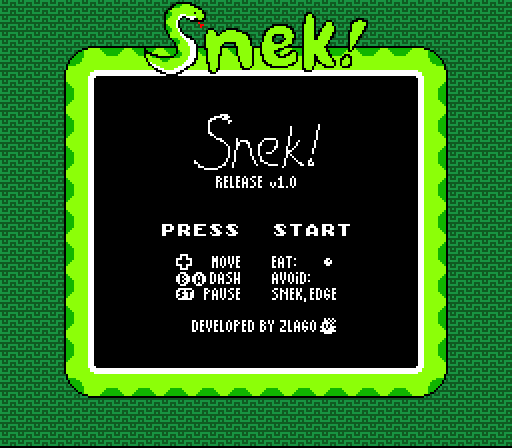 Snek!
Snek!
RELEASE v1.0
PRESS START
MOVE EAT:
B A DASH AVOiD:
PAUSE SNEK,EDGE
DEVELOPED BY ZLAGO